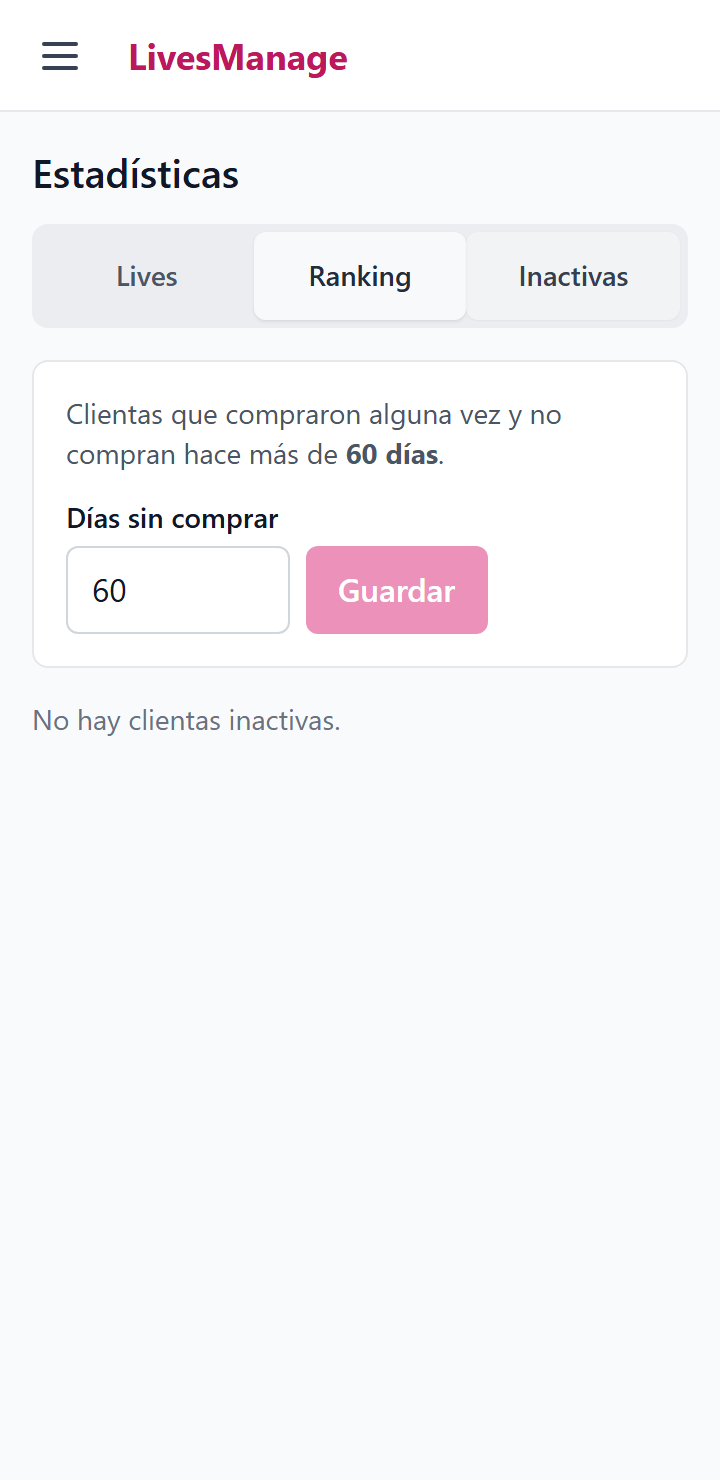 LivesManage
Estadísticas
Lives
Ranking
Inactivas
Clientas que compraron alguna vez y no
compran hace más de 60 días.
Días sin comprar
60
Guardar
No hay clientas inactivas.